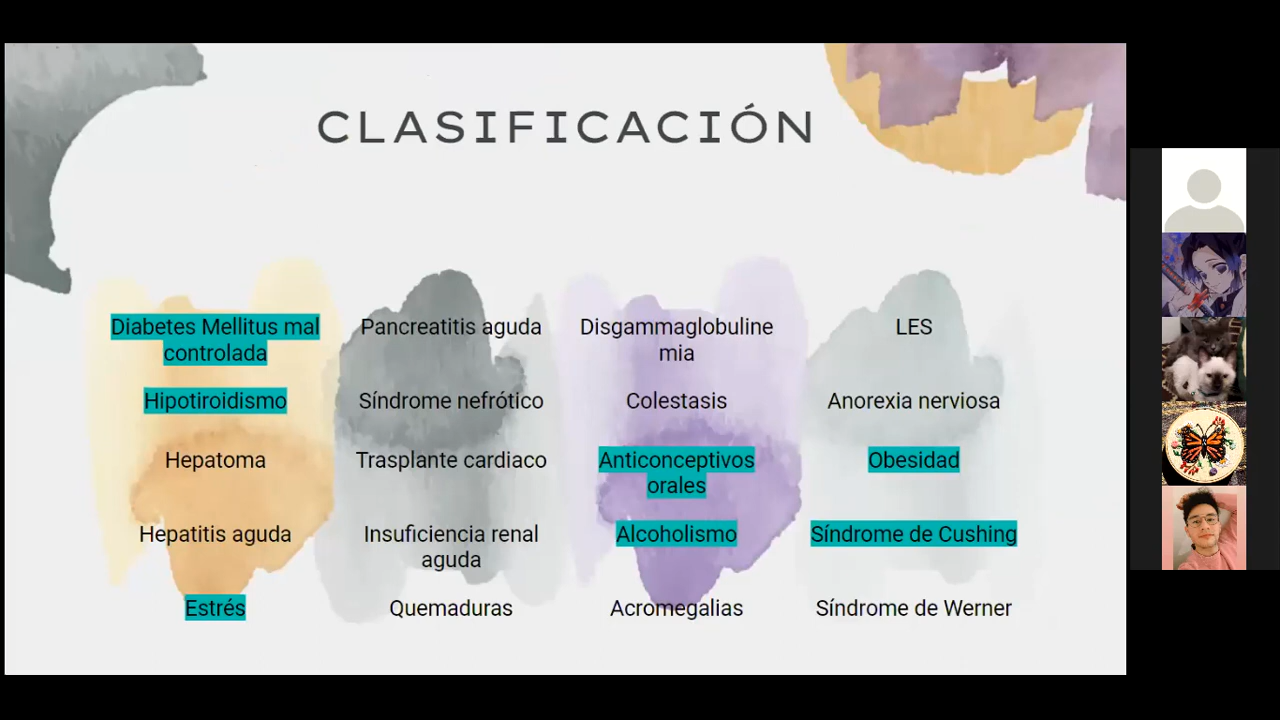 CLASIFICACIÓN
Diabetes Mellitus mal
controlada
Hipotiroidismo
Hepatoma
Hepatitis aguda
Estrés
Pancreatitis aguda
Síndrome nefrótico
Trasplante cardiaco
Insuficiencia renal
aguda
Quemaduras
Disgammaglobuline
mia
Colestasis
Anticonceptivos
orales
Alcoholismo
Acromegalias
LES
Anorexia nerviosa
Obesidad
Síndrome de Cushing
Síndrome de Werner